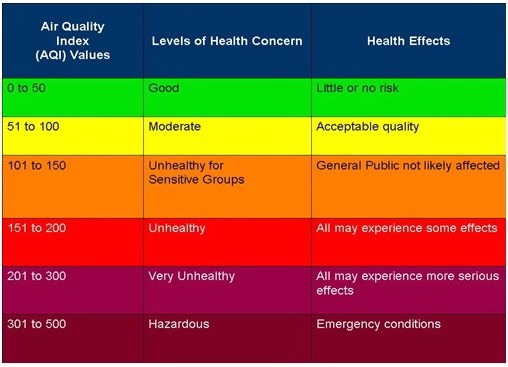 Air Quality
Index
(AQI) Values
Levels of Health Concern
Health Effects
0 to 50
Good
Little or no risk
51 to 100
Moderate
Acceptable quality
101 to 150
Unhealthy for
Sensitive Groups
General Public not likely affected
151 to 200
Unhealthy
All may experience some effects
201 to 300
Very Unhealthy
All may experience more serious
effects
301 to 500
Hazardous
Emergency conditions